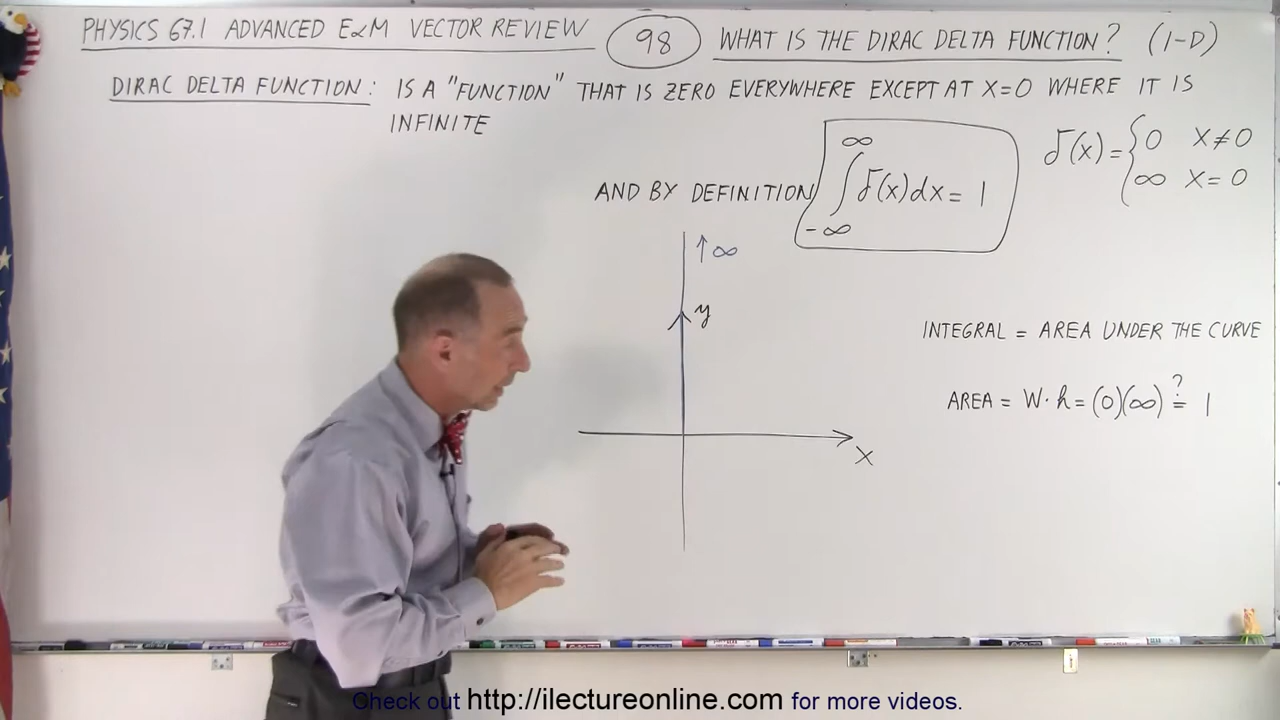 PHYSICS 67.1 ADVANCED E&M VECTOR REVIEW 98 WHAT IS THE DIRAC DELTA FUNCTION? (1-D)
DIRAC DELTA FUNCTION: IS A "FUNCTION" THAT IS ZERO EVERYWHERE EXCEPT AT X=0 WHERE IT IS
INFINITE
AND BY DEFINITION ∫_{-∞}^{∞} δ(x)dx = 1
δ(x) = { 0 x≠0
∞ x=0
↑∞
y
x
INTEGRAL = AREA UNDER THE CURVE
AREA = W·h = (0)(∞) ?= 1
Check out http://ilectureonline.com for more videos.